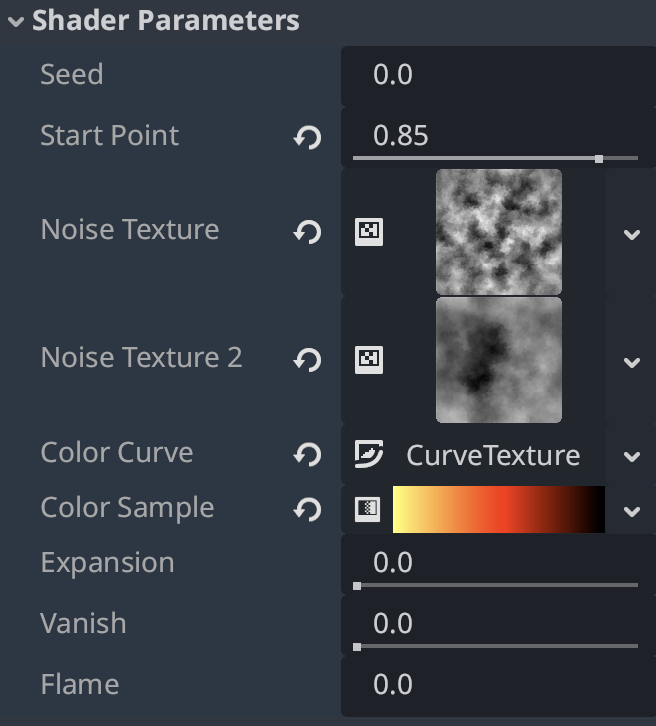 Shader Parameters
Seed 0.0
Start Point 0.85
Noise Texture
Noise Texture 2
Color Curve CurveTexture
Color Sample
Expansion 0.0
Vanish 0.0
Flame 0.0